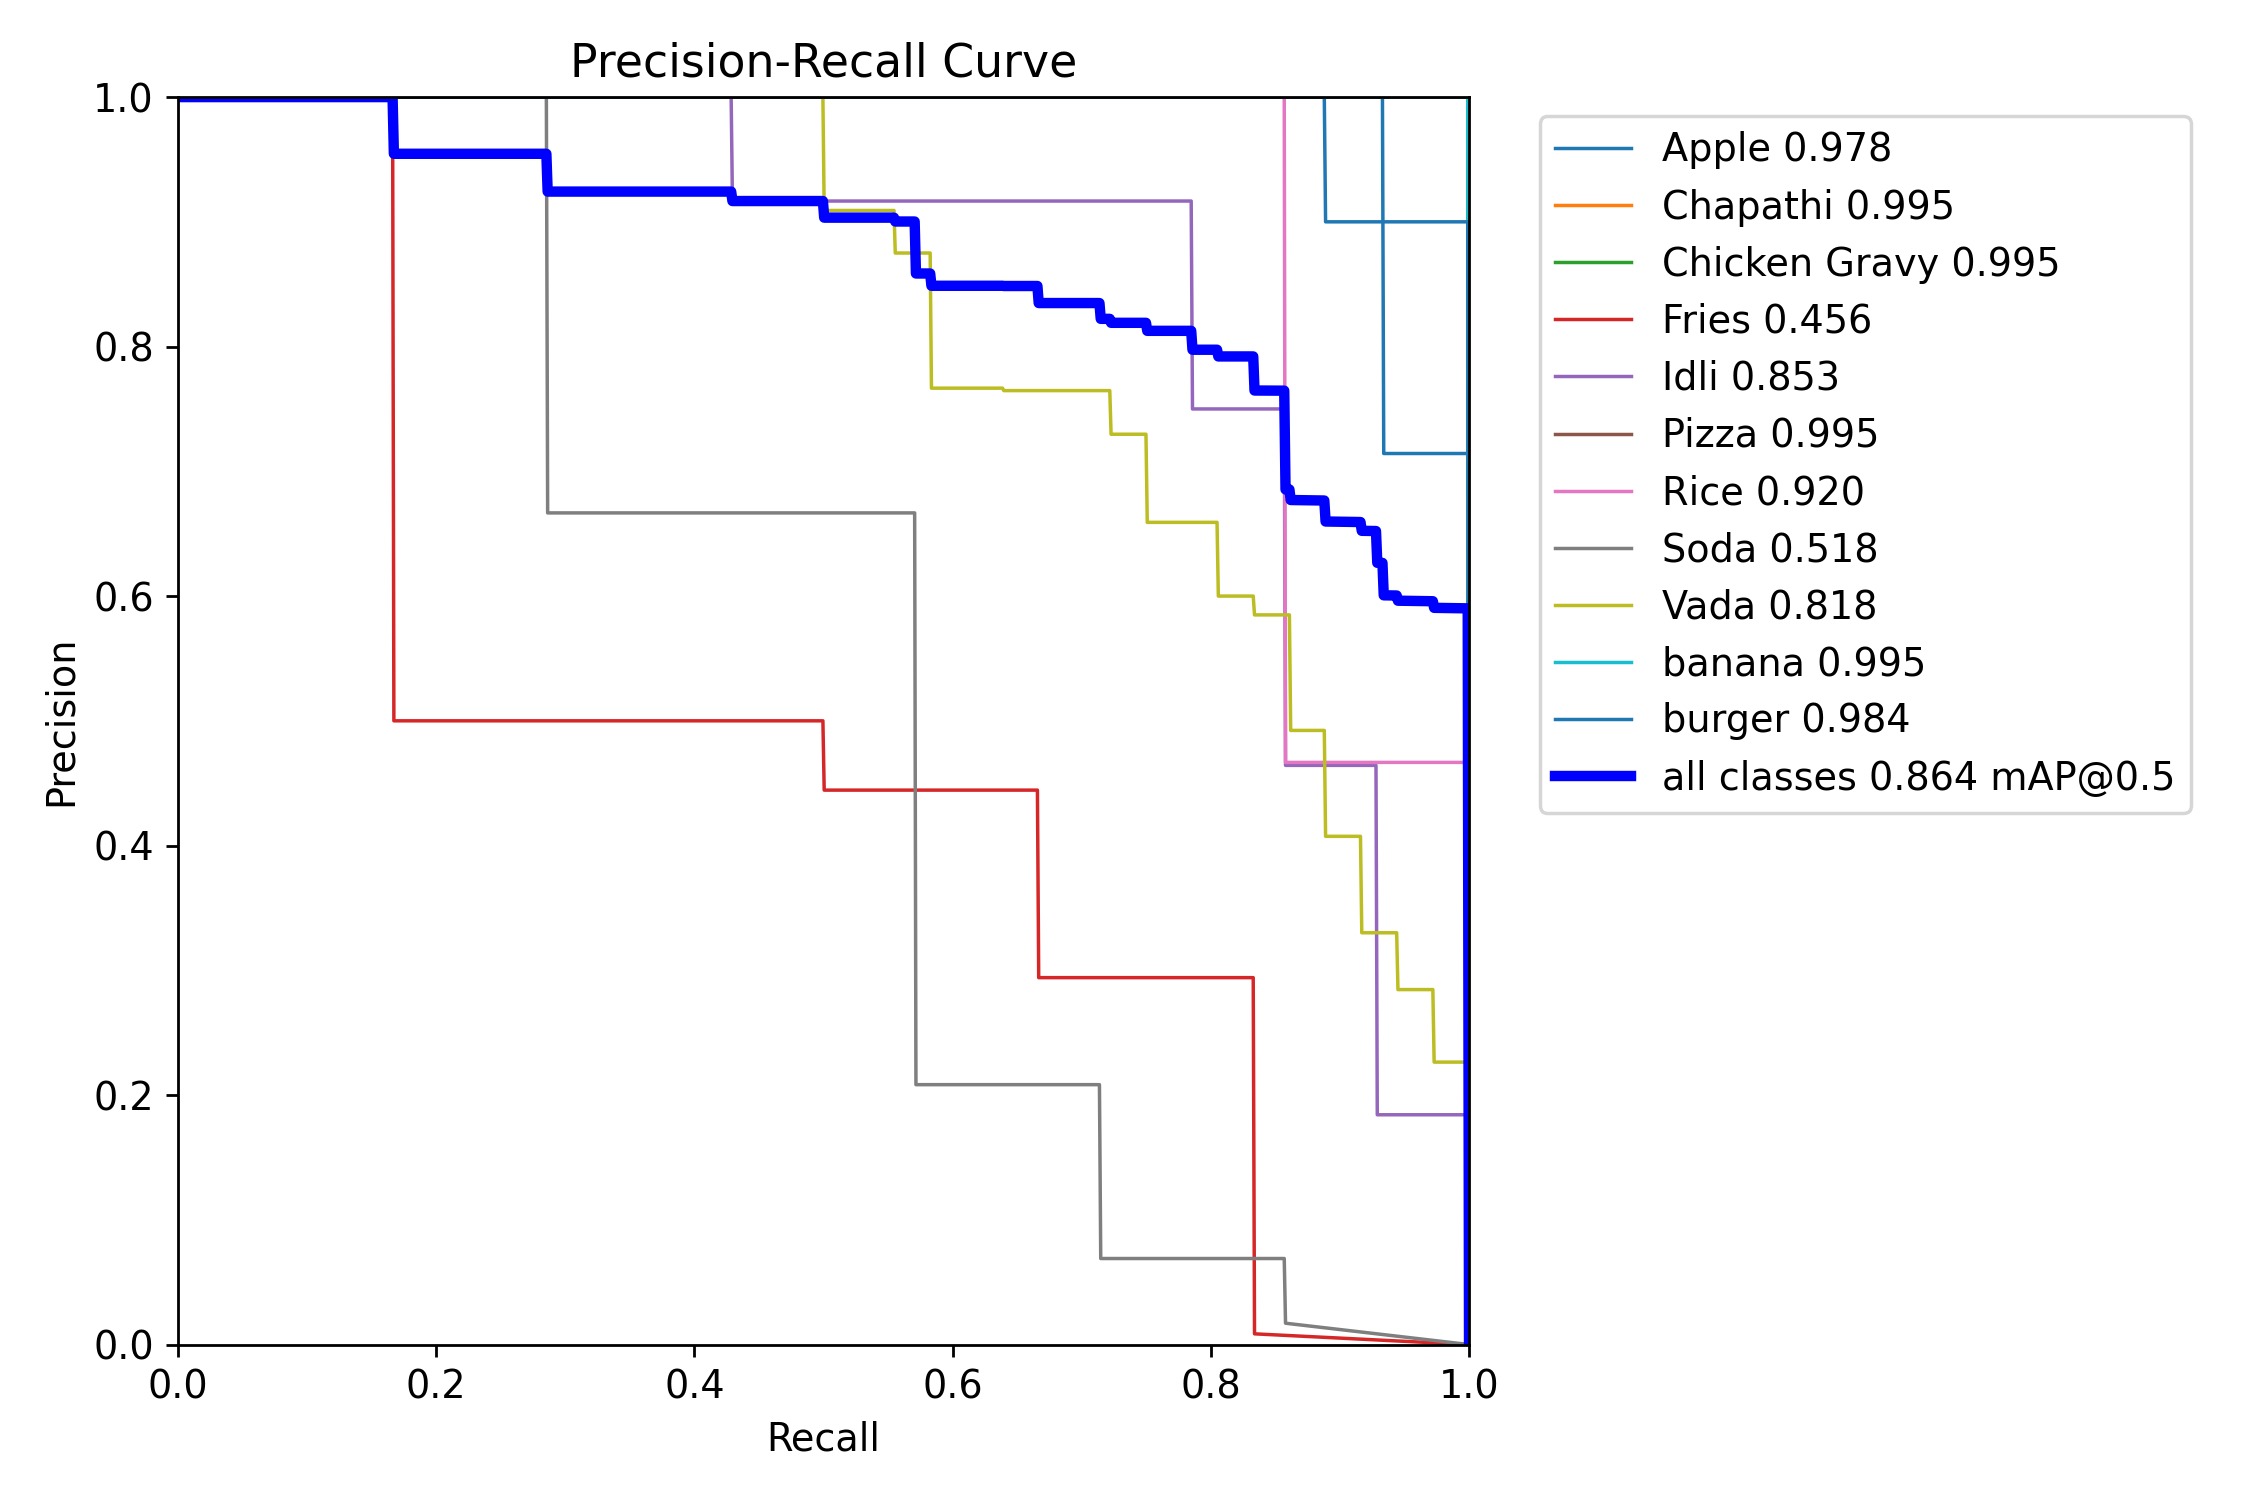 Precision-Recall Curve
1.0
0.8
0.6
0.4
0.2
0.0
Precision
0.0 0.2 0.4 0.6 0.8 1.0
Recall
Apple 0.978
Chapathi 0.995
Chicken Gravy 0.995
Fries 0.456
Idli 0.853
Pizza 0.995
Rice 0.920
Soda 0.518
Vada 0.818
banana 0.995
burger 0.984
all classes 0.864 mAP@0.5